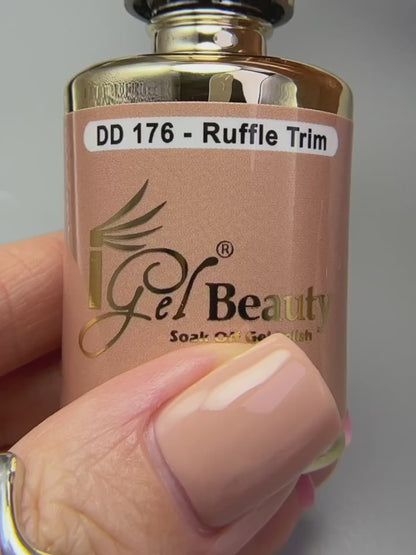 DD 176 - Ruffle Trim
iGel Beauty®
Soak Off Gel Polish